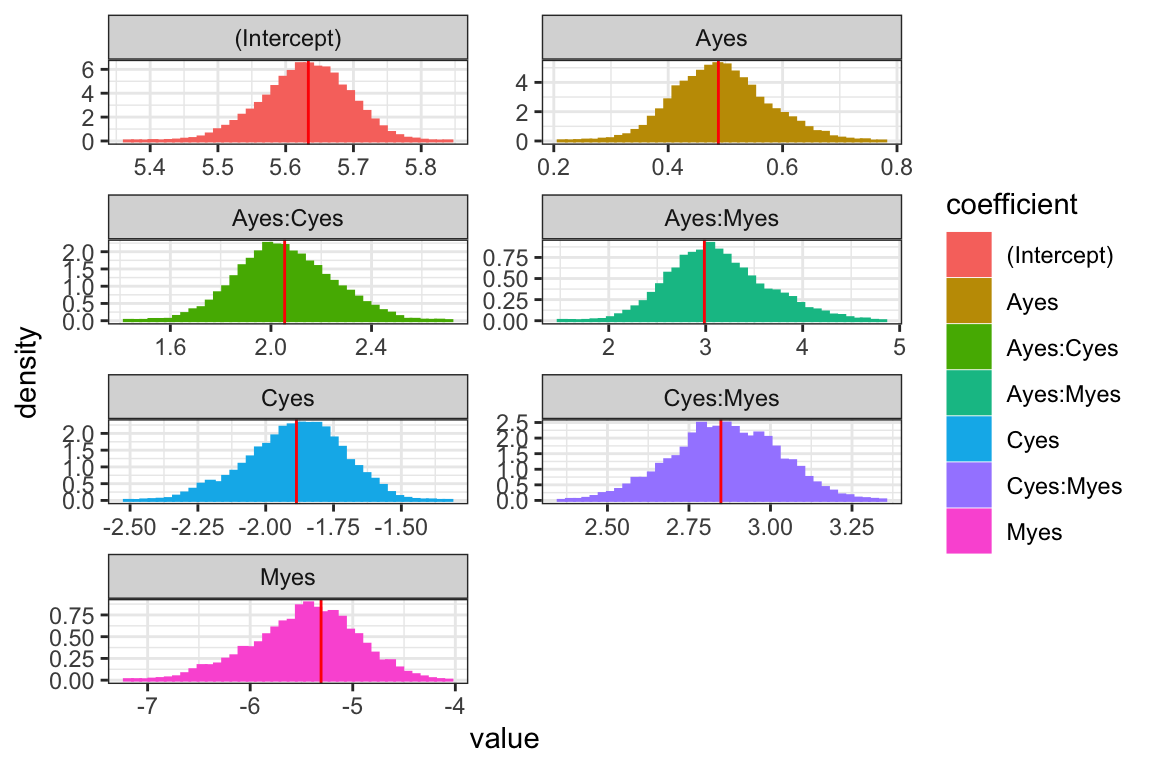 (Intercept)
Ayes
6
4
2
0
4
2
0
5.4 5.5 5.6 5.7 5.8
0.2 0.4 0.6 0.8
Ayes:Cyes
Ayes:Myes
2.0
1.5
1.0
0.5
0.0
0.75
0.50
0.25
0.00
1.6 2.0 2.4
2 3 4 5
Cyes
Cyes:Myes
2.0
1.5
1.0
0.5
0.0
2.5
2.0
1.5
1.0
0.5
0.0
-2.50 -2.25 -2.00 -1.75 -1.50
2.50 2.75 3.00 3.25
Myes
0.75
0.50
0.25
0.00
-7 -6 -5 -4
density
value
coefficient
(Intercept)
Ayes
Ayes:Cyes
Ayes:Myes
Cyes
Cyes:Myes
Myes